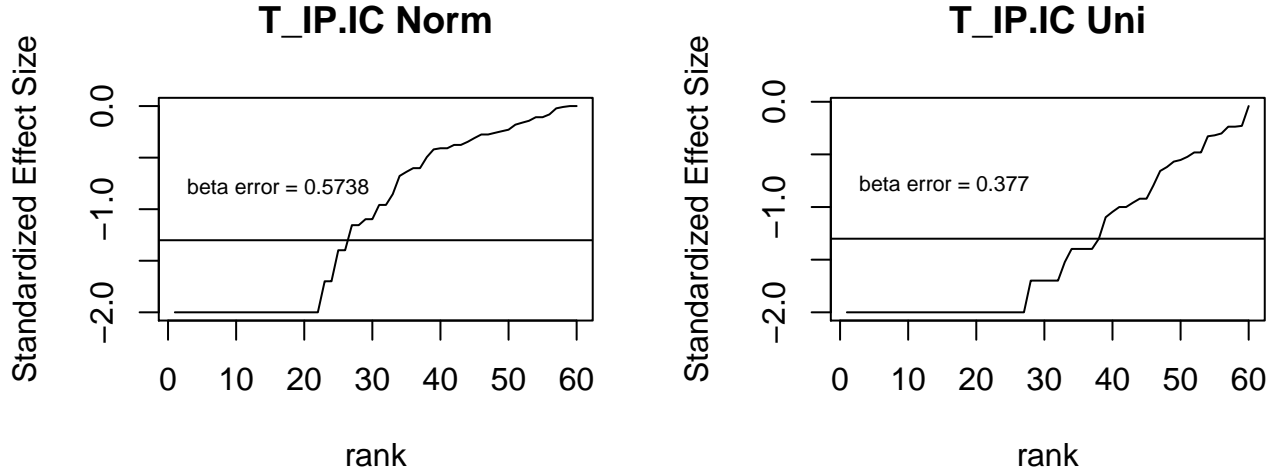 T_IP.IC Norm
Standardized Effect Size
0.0
−1.0
−2.0
beta error = 0.5738
0 10 20 30 40 50 60
rank
T_IP.IC Uni
Standardized Effect Size
0.0
−1.0
−2.0
beta error = 0.377
0 10 20 30 40 50 60
rank